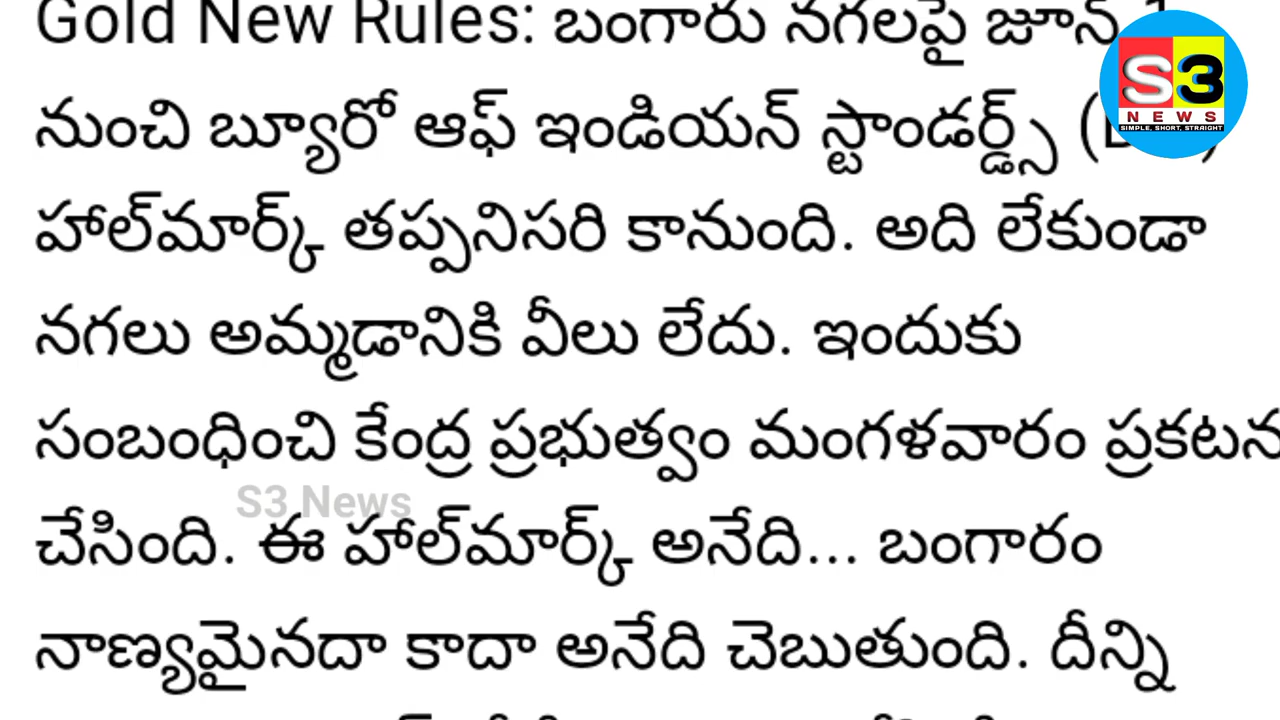 Gold New Rules: బంగారు నగలపై జూన్ 1
నుంచి బ్యూరో ఆఫ్ ఇండియన్ స్టాండర్డ్స్
హాల్‌మార్క్ తప్పనిసరి కానుంది. అది లేకుండా
నగలు అమ్మడానికి వీలు లేదు. ఇందుకు
సంబంధించి కేంద్ర ప్రభుత్వం మంగళవారం ప్రకటన
చేసింది. ఈ హాల్‌మార్క్ అనేది... బంగారం
నాణ్యమైనదా కాదా అనేది చెబుతుంది. దీన్ని
S3
NEWS
SIMPLE, SHORT, STRAIGHT
S3 News